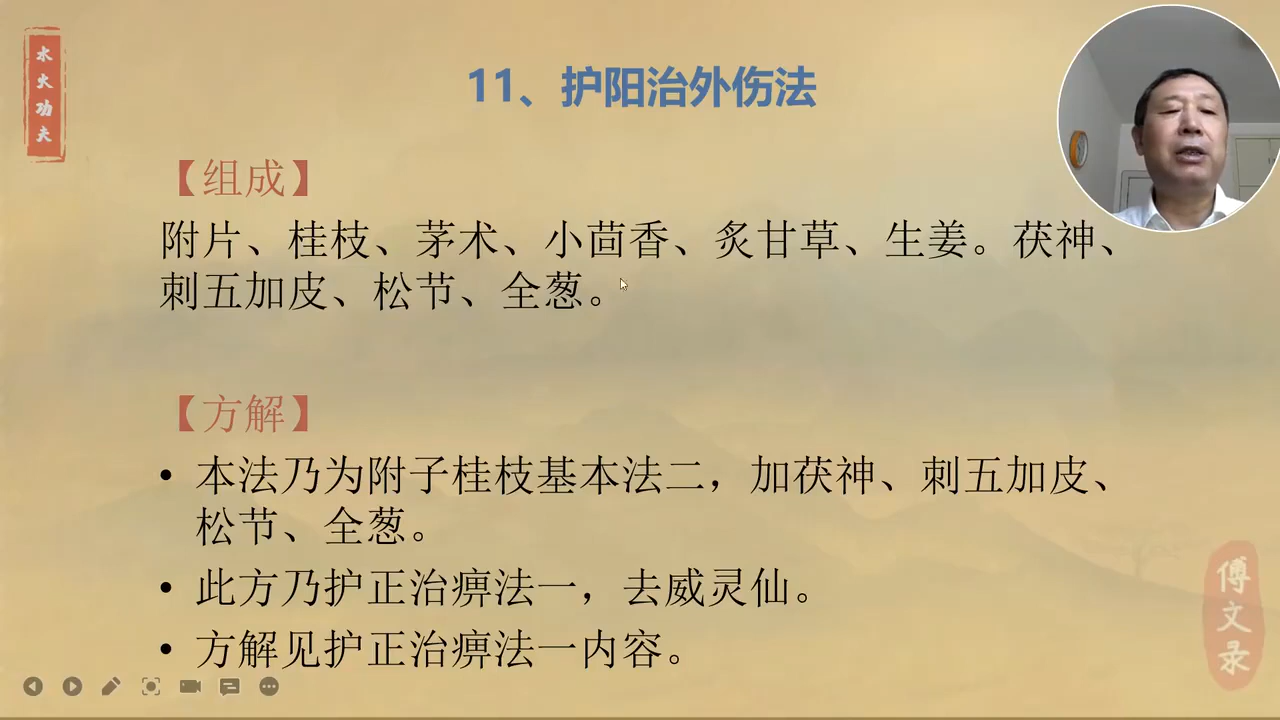 水火功夫
11、护阳治外伤法
【组成】
附片、桂枝、茅术、小茴香、炙甘草、生姜。茯神、
刺五加皮、松节、全葱。
【方解】
• 本法乃为附子桂枝基本法二，加茯神、刺五加皮、
松节、全葱。
• 此方乃护正治痹法一，去威灵仙。
• 方解见护正治痹法一内容。
傅文录